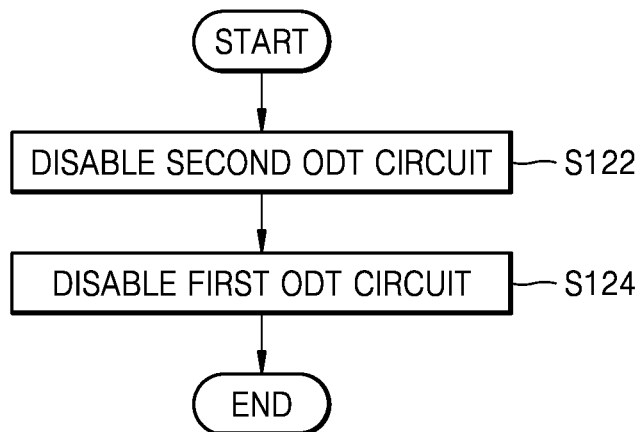 START
DISABLE SECOND ODT CIRCUIT
S122
DISABLE FIRST ODT CIRCUIT
S124
END